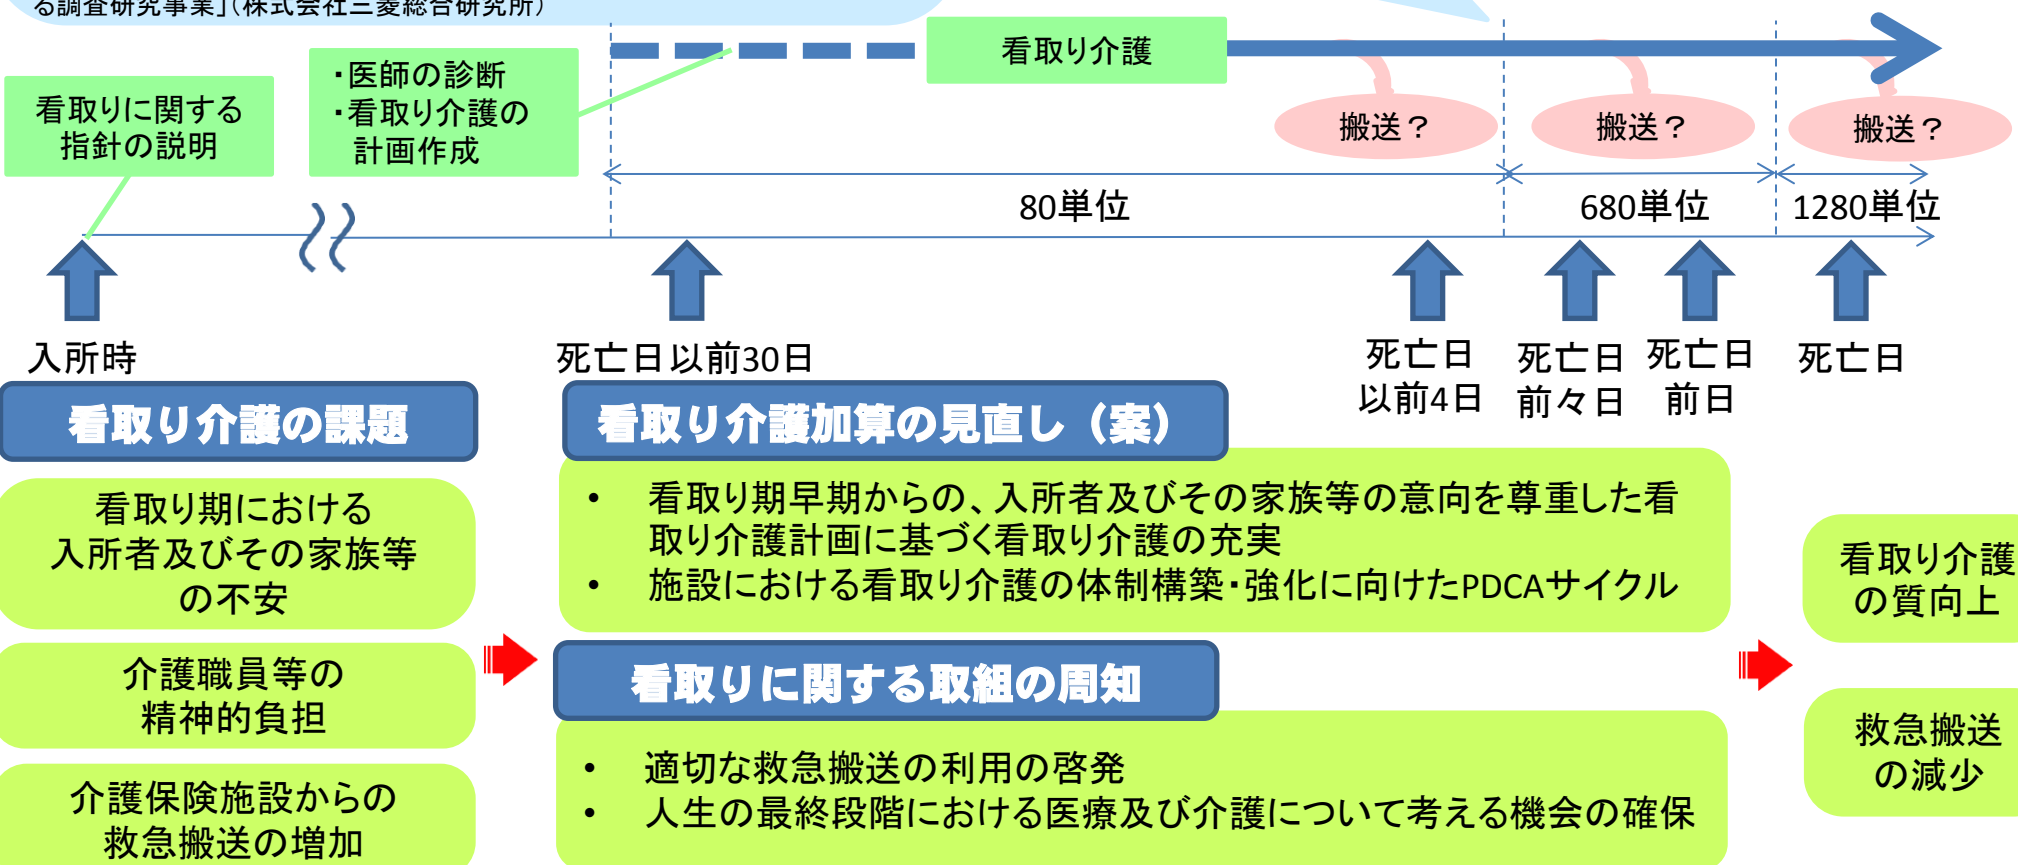 る調査研究事業」(株式会社三菱総合研究所)
看取りに関する
指針の説明
・医師の診断
・看取り介護の
計画作成
看取り介護
搬送？
搬送？
搬送？
80単位
680単位
1280単位
入所時
死亡日以前30日
死亡日
以前4日
死亡日
前々日
死亡日
前日
死亡日
看取り介護の課題
看取り期における
入所者及びその家族等
の不安
介護職員等の
精神的負担
介護保険施設からの
救急搬送の増加
看取り介護加算の見直し（案）
• 看取り期早期からの、入所者及びその家族等の意向を尊重した看
取り介護計画に基づく看取り介護の充実
• 施設における看取り介護の体制構築・強化に向けたPDCAサイクル
看取りに関する取組の周知
• 適切な救急搬送の利用の啓発
• 人生の最終段階における医療及び介護について考える機会の確保
看取り介護
の質向上
救急搬送
の減少